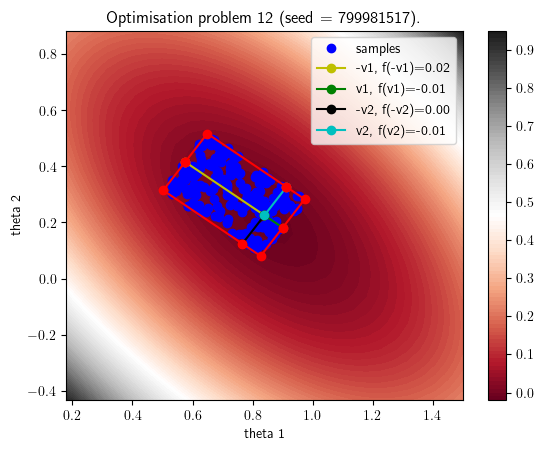 Optimisation problem 12 (seed = 799981517).
samples
-v1, f(-v1)=0.02
v1, f(v1)=-0.01
-v2, f(-v2)=0.00
v2, f(v2)=-0.01
0.8
0.6
0.4
0.2
0.0
−0.2
−0.4
theta 2
0.2 0.4 0.6 0.8 1.0 1.2 1.4
theta 1
0.9
0.8
0.7
0.6
0.5
0.4
0.3
0.2
0.1
0.0